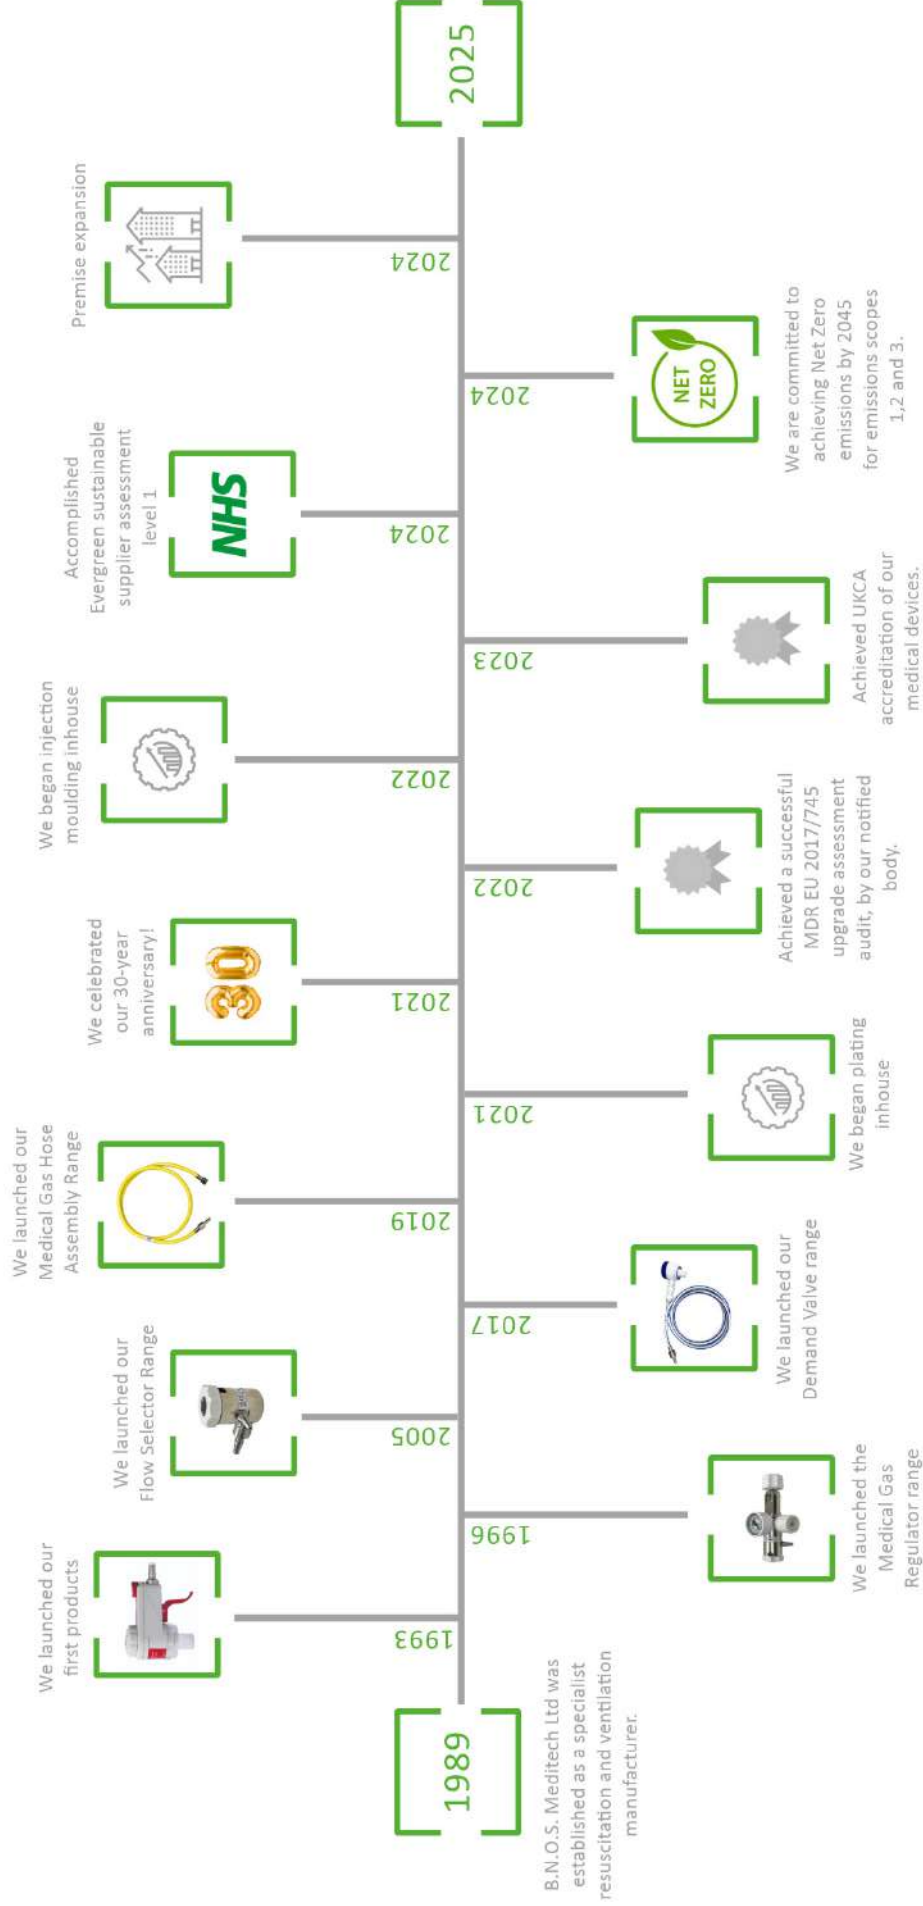 1989
B.N.O.S. Meditech Ltd was
established as a specialist
resuscitation and ventilation
manufacturer.
1993
We launched our
first products
1996
We launched the
Medical Gas
Regulator range
2005
We launched our
Flow Selector Range
2017
We launched our
Demand Valve range
2019
We launched our
Medical Gas Hose
Assembly Range
2021
We began plating
inhouse
2021
We celebrated
our 30-year
anniversary!
30
2022
Achieved a successful
MDR EU 2017/745
upgrade assessment
audit, by our notified
body.
2022
We began injection
moulding inhouse
2023
Achieved UKCA
accreditation of our
medical devices.
2024
Accomplished
Evergreen sustainable
supplier assessment
level 1
NHS
2024
NET
ZERO
We are committed to
achieving Net Zero
emissions by 2045
for emissions scopes
1,2 and 3.
2024
Premise expansion
2025